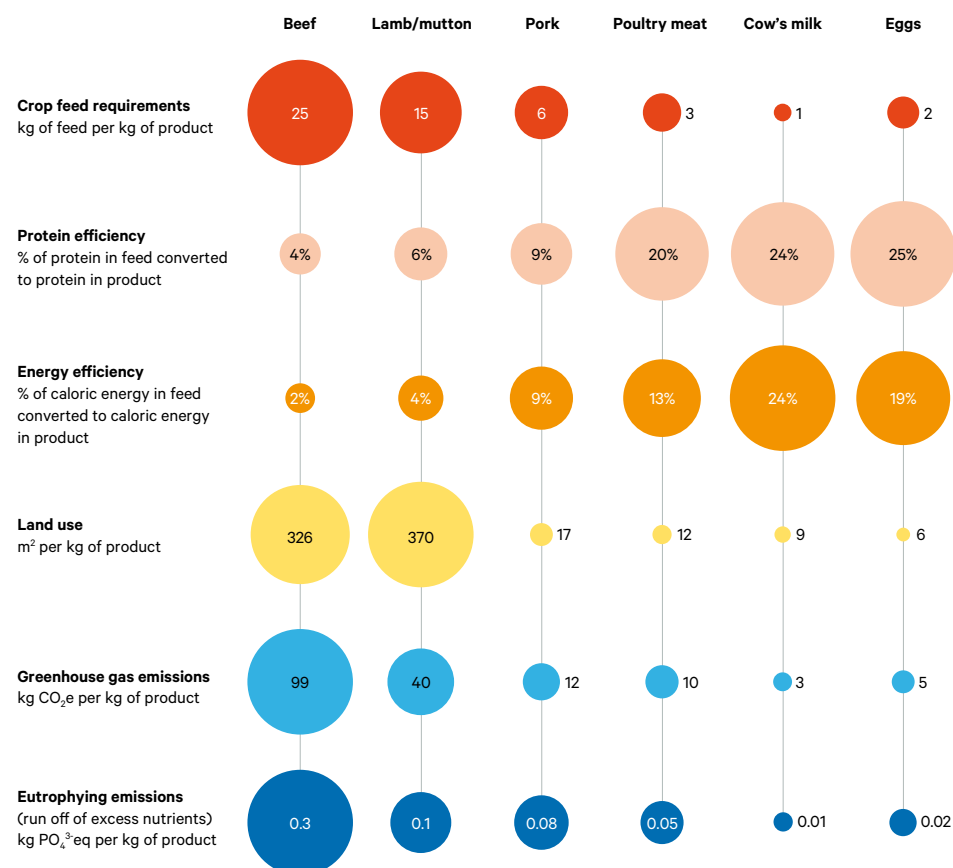 Beef Lamb/mutton Pork Poultry meat Cow's milk Eggs
Crop feed requirements
kg of feed per kg of product
25 15 6 3 1 2
Protein efficiency
% of protein in feed converted
to protein in product
4% 6% 9% 20% 24% 25%
Energy efficiency
% of caloric energy in feed
converted to caloric energy
in product
2% 4% 9% 13% 24% 19%
Land use
m² per kg of product
326 370 17 12 9 6
Greenhouse gas emissions
kg CO₂e per kg of product
99 40 12 10 3 5
Eutrophying emissions
(run off of excess nutrients)
kg PO₄³⁻eq per kg of product
0.3 0.1 0.08 0.05 0.01 0.02